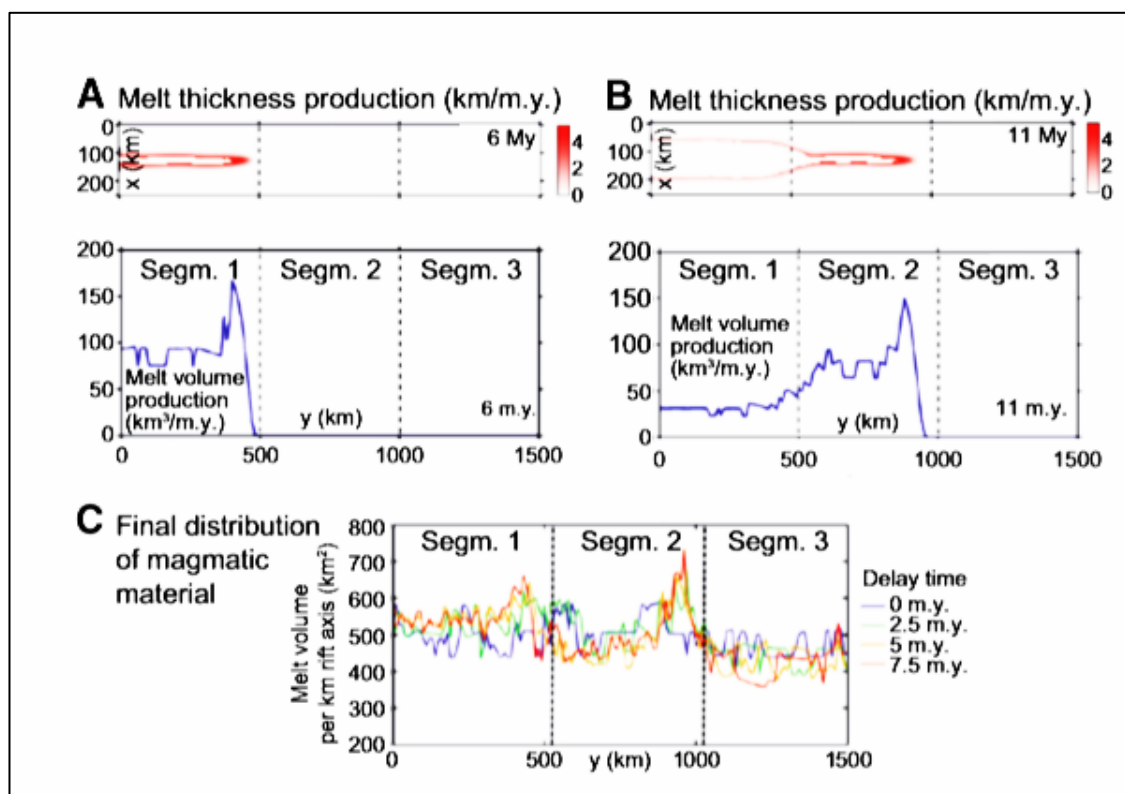 A Melt thickness production (km/m.y.)
0
100
200
x (km)
6 My
4
2
0
200
150
100
50
0
Segm. 1
Segm. 2
Segm. 3
Melt volume
production
(km³/m.y.)
y (km)
6 m.y.
0
500
1000
1500
B Melt thickness production (km/m.y.)
0
100
200
x (km)
11 My
4
2
0
200
150
100
50
0
Segm. 1
Segm. 2
Segm. 3
Melt volume
production
(km³/m.y.)
y (km)
11 m.y.
0
500
1000
1500
C Final distribution
of magmatic
material
Melt volume
per km rift axis (km²)
800
700
600
500
400
300
200
Segm. 1
Segm. 2
Segm. 3
0
500
y (km)
1000
1500
Delay time
0 m.y.
2.5 m.y.
5 m.y.
7.5 m.y.